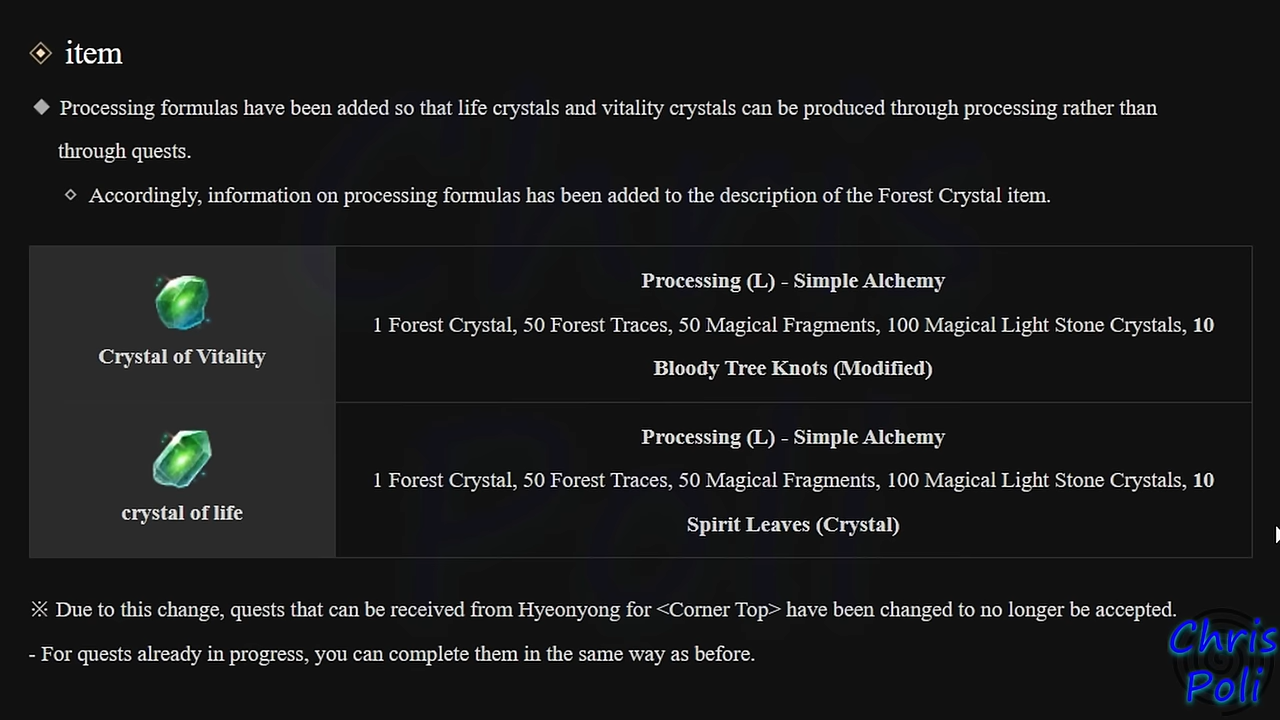 item
Processing formulas have been added so that life crystals and vitality crystals can be produced through processing rather than
through quests.
Accordingly, information on processing formulas has been added to the description of the Forest Crystal item.
Crystal of Vitality
Processing (L) - Simple Alchemy
1 Forest Crystal, 50 Forest Traces, 50 Magical Fragments, 100 Magical Light Stone Crystals, 10
Bloody Tree Knots (Modified)
crystal of life
Processing (L) - Simple Alchemy
1 Forest Crystal, 50 Forest Traces, 50 Magical Fragments, 100 Magical Light Stone Crystals, 10
Spirit Leaves (Crystal)
※ Due to this change, quests that can be received from Hyeonyong for <Corner Top> have been changed to no longer be accepted.
- For quests already in progress, you can complete them in the same way as before.
Chris
Poli